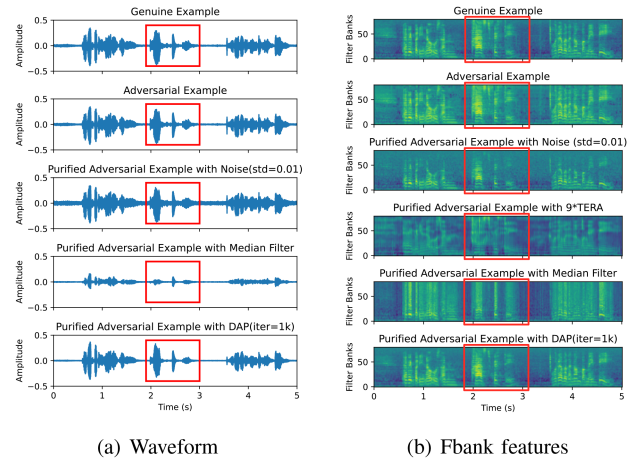 Genuine Example
0.5
0.0
−0.5
Amplitude
Adversarial Example
0.5
0.0
−0.5
Amplitude
Purified Adversarial Example with Noise(std=0.01)
0.5
0.0
−0.5
Amplitude
Purified Adversarial Example with Median Filter
0.5
0.0
−0.5
Amplitude
Purified Adversarial Example with DAP(iter=1k)
0.5
0.0
−0.5
Amplitude
0 1 2 3 4 5
Time (s)
(a) Waveform
Genuine Example
50
0
Filter Banks
Adversarial Example
50
0
Filter Banks
Purified Adversarial Example with Noise (std=0.01)
50
0
Filter Banks
Purified Adversarial Example with 9*TERA
50
0
Filter Banks
Purified Adversarial Example with Median Filter
50
0
Filter Banks
Purified Adversarial Example with DAP(iter=1k)
50
0
Filter Banks
0 1 2 3 4 5
Time (s)
(b) Fbank features